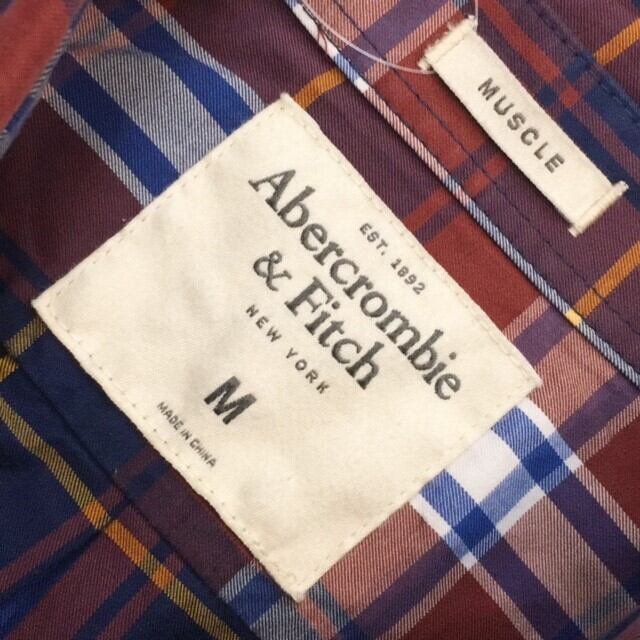 MUSCLE
EST. 1892
Abercrombie
& Fitch
NEW YORK
M
MADE IN CHINA